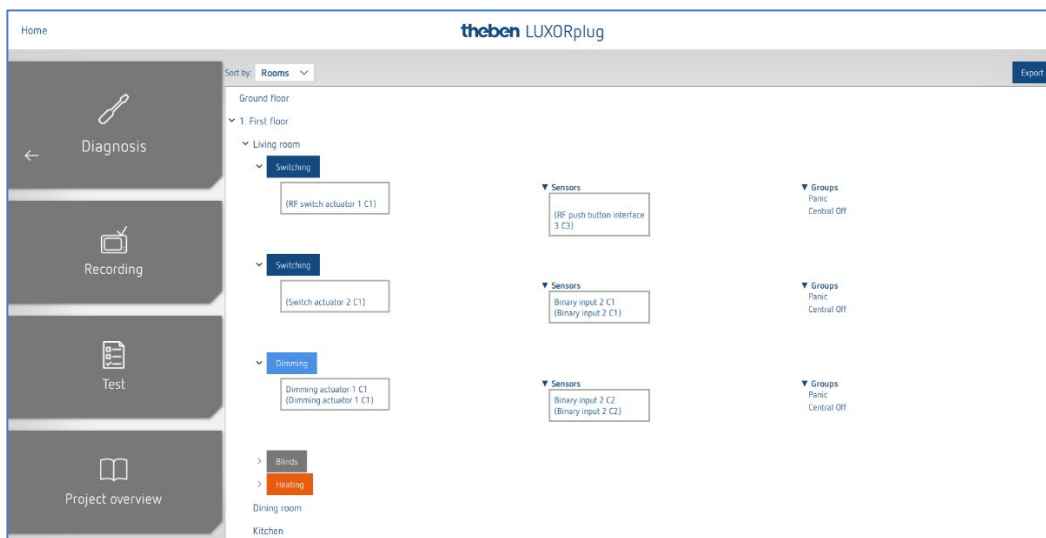 Home
theben LUXORplug
Diagnosis
Recording
Test
Project overview
Sort by: Rooms
Export
Ground floor
1. First floor
Living room
Switching
(RF switch actuator 1 C1)
Sensors
(RF push button interface
3 C3)
Groups
Panic
Central Off
Switching
(Switch actuator 2 C1)
Sensors
Binary input 2 C1
(Binary input 2 C1)
Groups
Panic
Central Off
Dimming
Dimming actuator 1 C1
(Dimming actuator 1 C1)
Sensors
Binary input 2 C2
(Binary input 2 C2)
Groups
Panic
Central Off
Blinds
Heating
Dining room
Kitchen